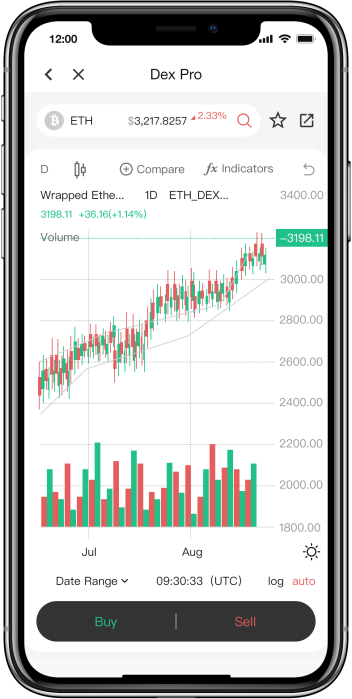 12:00
Dex Pro
ETH $3,217.8257 2.33%
D Compare fx Indicators
Wrapped Ethe... 1D ETH_DEX... 3400.00
3198.11 +36.16(+1.14%)
Volume −3198.11
3000.00
2800.00
2600.00
2400.00
2200.00
2000.00
1800.00
Jul Aug
Date Range 09:30:33 (UTC) log auto
Buy | Sell